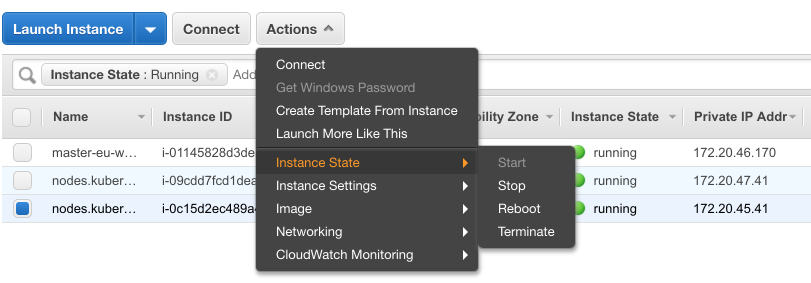 Launch Instance Connect Actions
Instance State : Running Add
Name Instance ID bility Zone Instance State Private IP Addr
Connect
Get Windows Password
Create Template From Instance
Launch More Like This
Instance State
Instance Settings
Image
Networking
CloudWatch Monitoring
Start
Stop
Reboot
Terminate
master-eu-w... i-01145828d3de running 172.20.46.170
nodes.kuber... i-09cdd7fcd1dea running 172.20.47.41
nodes.kuber... i-0c15d2ec489a running 172.20.45.41